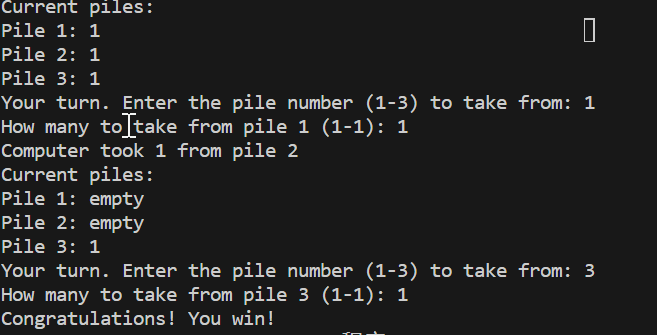 Current piles:
Pile 1: 1
Pile 2: 1
Pile 3: 1
Your turn. Enter the pile number (1-3) to take from: 1
How many to take from pile 1 (1-1): 1
Computer took 1 from pile 2
Current piles:
Pile 1: empty
Pile 2: empty
Pile 3: 1
Your turn. Enter the pile number (1-3) to take from: 3
How many to take from pile 3 (1-1): 1
Congratulations! You win!